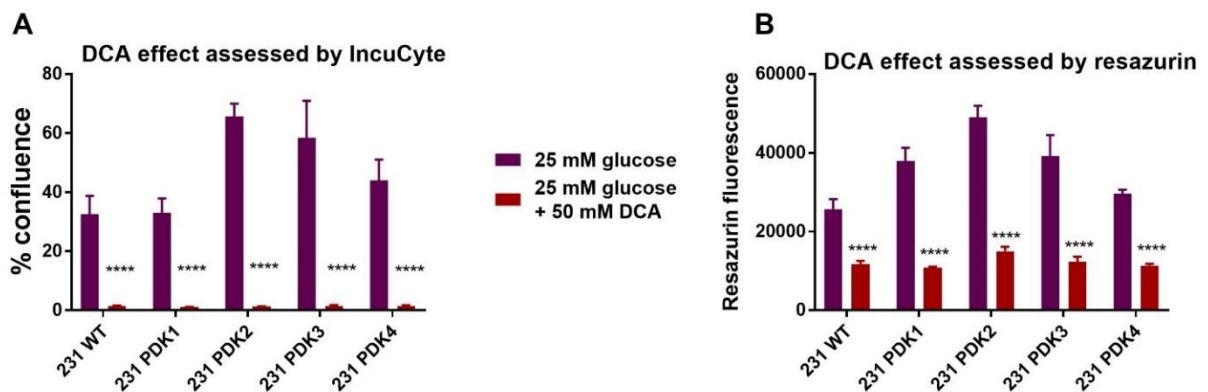 A
DCA effect assessed by IncuCyte
% confluence
80
60
40
20
0
****
****
****
****
****
231 WT
231 PDK1
231 PDK2
231 PDK3
231 PDK4
25 mM glucose
25 mM glucose
+ 50 mM DCA
B
DCA effect assessed by resazurin
Resazurin fluorescence
60000
40000
20000
0
****
****
****
****
****
231 WT
231 PDK1
231 PDK2
231 PDK3
231 PDK4